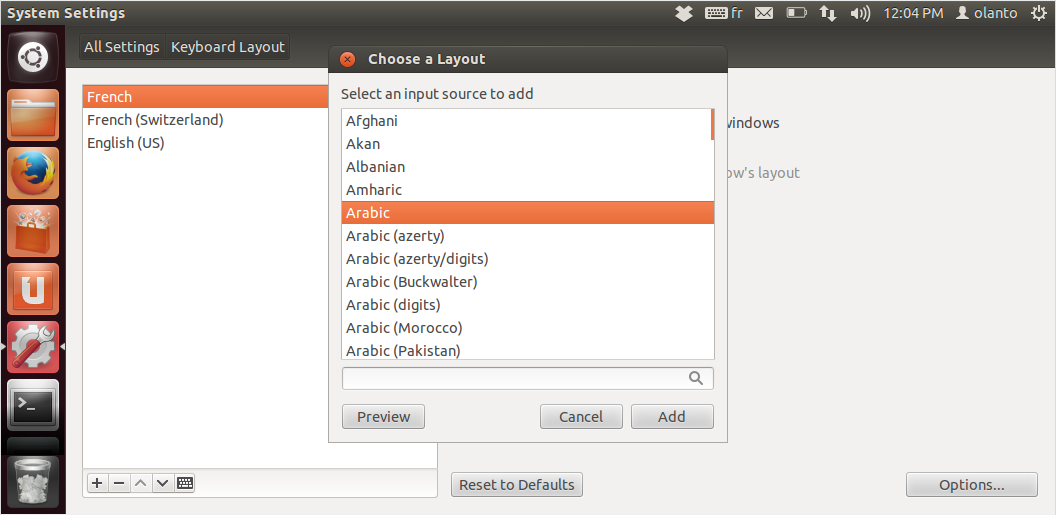 System Settings
fr
12:04 PM
olanto
All Settings
Keyboard Layout
French
French (Switzerland)
English (US)
Choose a Layout
Select an input source to add
Afghani
Akan
Albanian
Amharic
Arabic
Arabic (azerty)
Arabic (azerty/digits)
Arabic (Buckwalter)
Arabic (digits)
Arabic (Morocco)
Arabic (Pakistan)
Preview
Cancel
Add
windows
ow's layout
Reset to Defaults
Options...